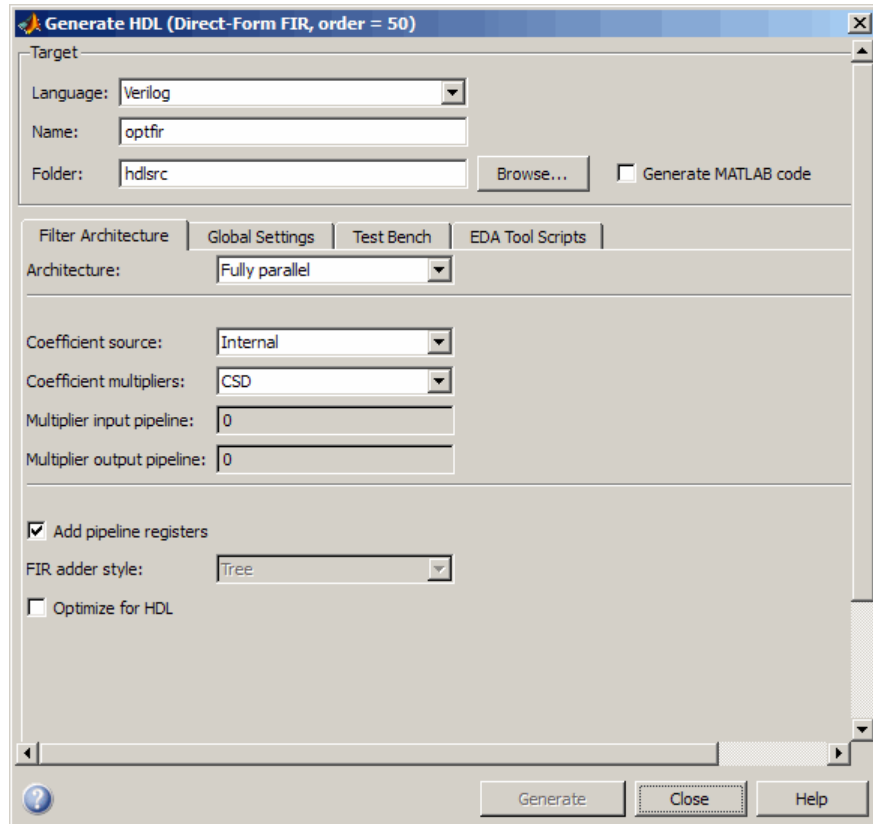 Generate HDL (Direct-Form FIR, order = 50)
Target
Language: Verilog
Name: optfir
Folder: hdlsrc Browse... Generate MATLAB code
Filter Architecture Global Settings Test Bench EDA Tool Scripts
Architecture: Fully parallel
Coefficient source: Internal
Coefficient multipliers: CSD
Multiplier input pipeline: 0
Multiplier output pipeline: 0
Add pipeline registers
FIR adder style: Tree
Optimize for HDL
? Generate Close Help